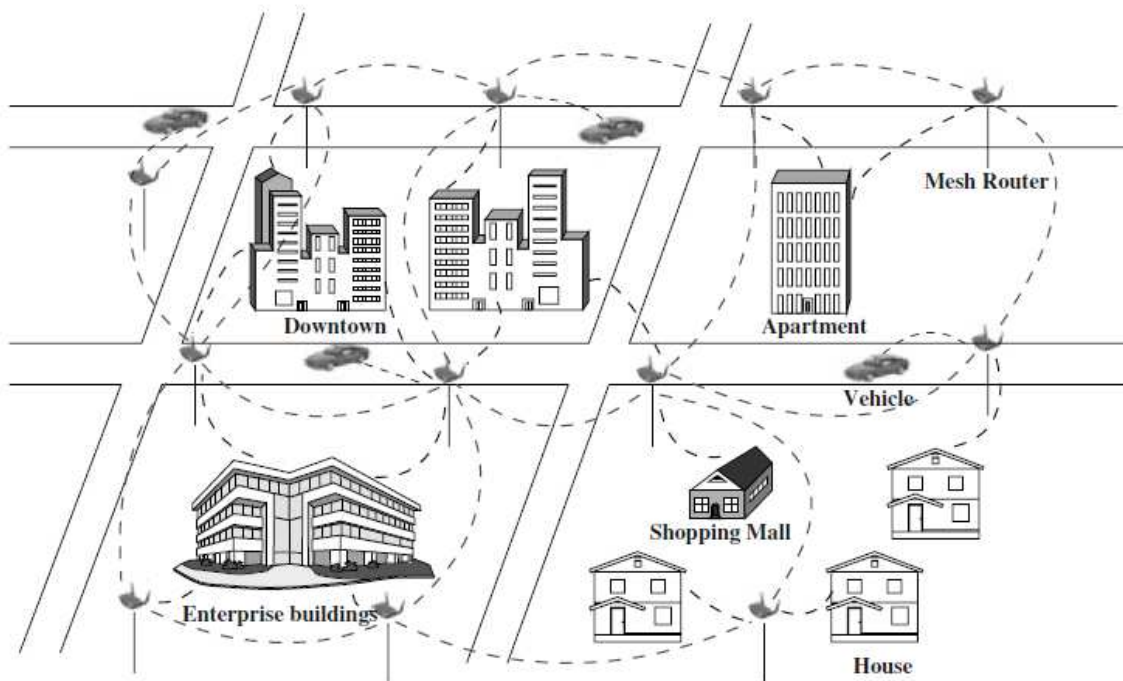 Mesh Router
Downtown
Apartment
Vehicle
Shopping Mall
Enterprise buildings
House